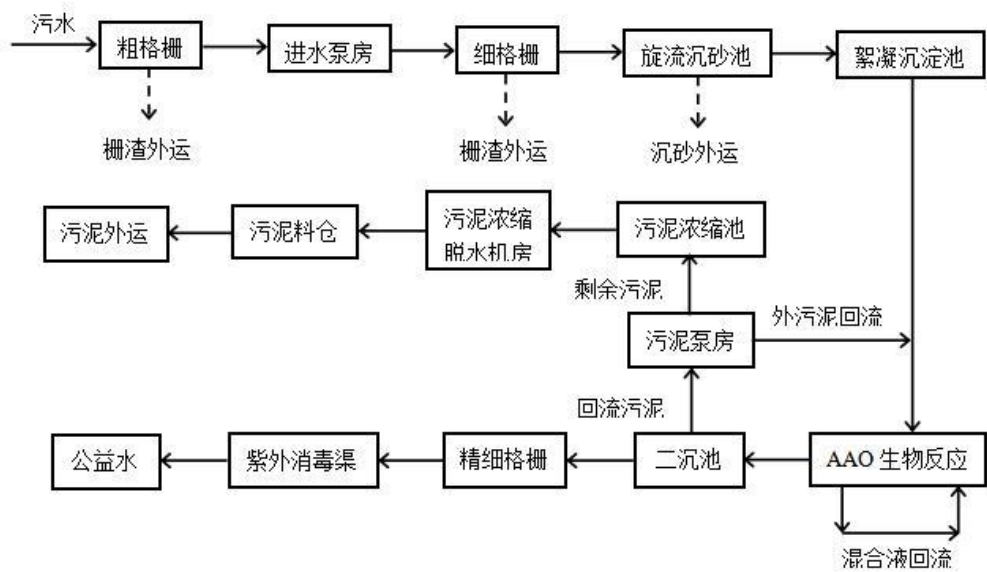 污水
粗格栅
进水泵房
细格栅
旋流沉砂池
絮凝沉淀池
栅渣外运
栅渣外运
沉砂外运
污泥外运
污泥料仓
污泥浓缩
脱水机房
污泥浓缩池
剩余污泥
外污泥回流
污泥泵房
回流污泥
公益水
紫外消毒渠
精细格栅
二沉池
AAO 生物反应
混合液回流